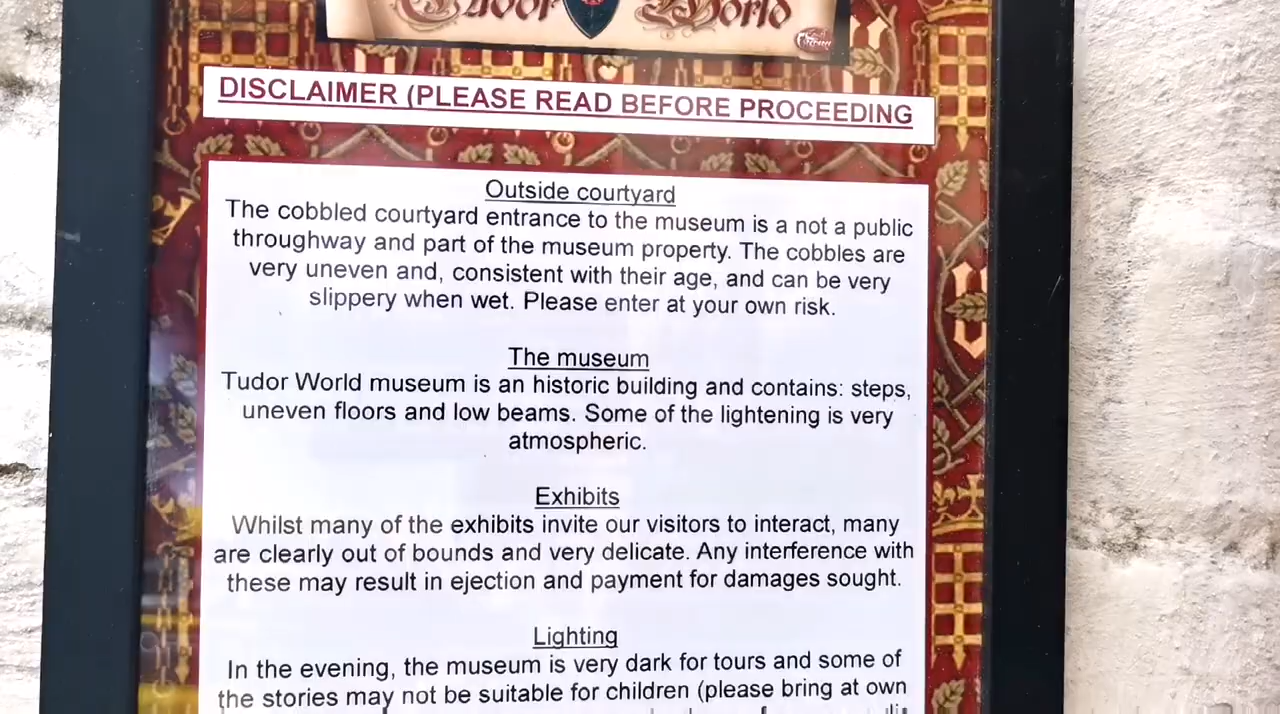 Tudor World
DISCLAIMER (PLEASE READ BEFORE PROCEEDING
Outside courtyard
The cobbled courtyard entrance to the museum is a not a public
throughway and part of the museum property. The cobbles are
very uneven and, consistent with their age, and can be very
slippery when wet. Please enter at your own risk.
The museum
Tudor World museum is an historic building and contains: steps,
uneven floors and low beams. Some of the lightening is very
atmospheric.
Exhibits
Whilst many of the exhibits invite our visitors to interact, many
are clearly out of bounds and very delicate. Any interference with
these may result in ejection and payment for damages sought.
Lighting
In the evening, the museum is very dark for tours and some of
the stories may not be suitable for children (please bring at own